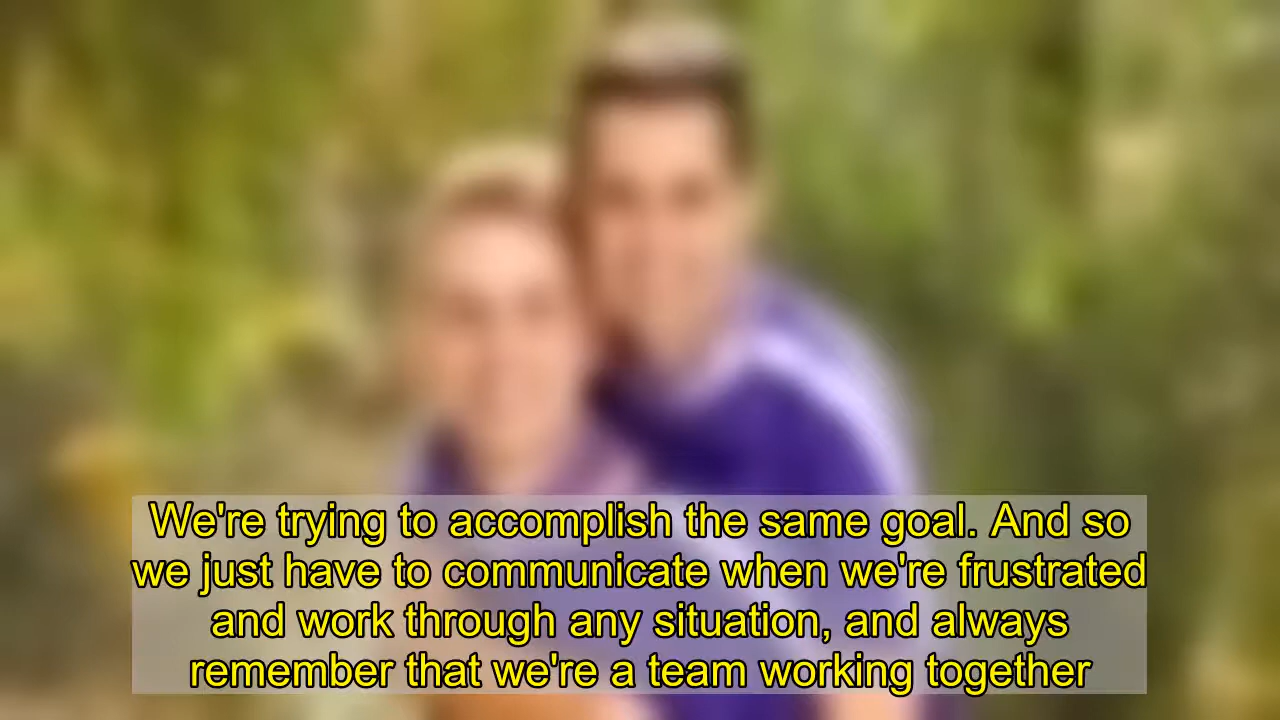 We're trying to accomplish the same goal. And so
we just have to communicate when we're frustrated
and work through any situation, and always
remember that we're a team working together